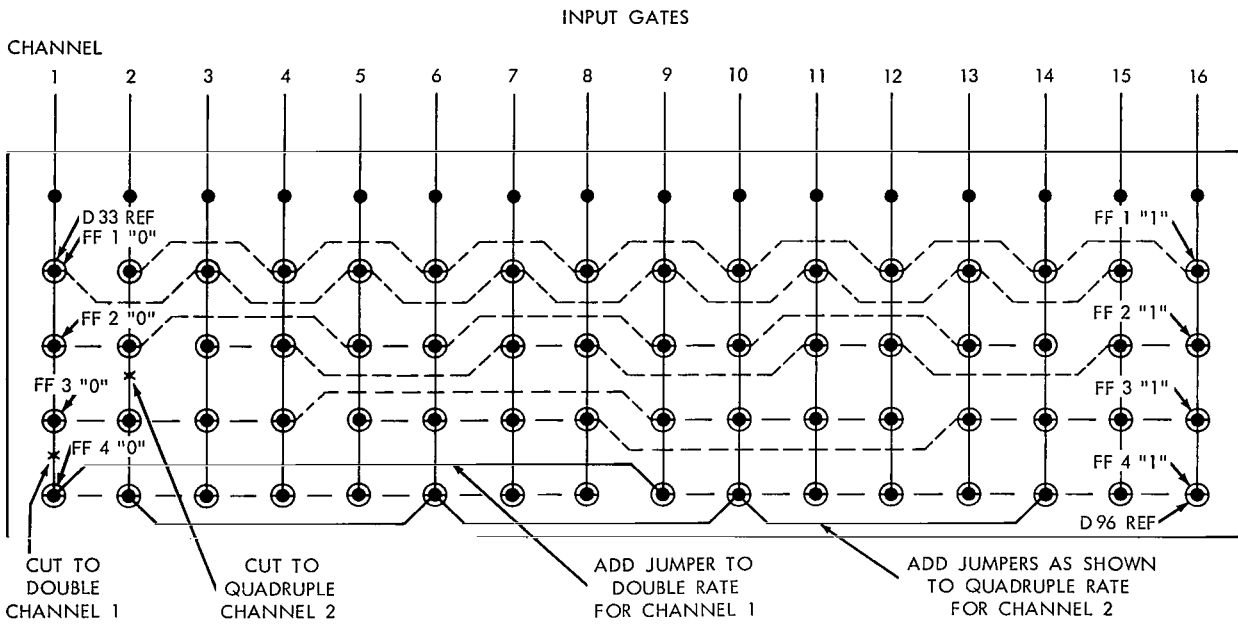 INPUT GATES
CHANNEL
1 2 3 4 5 6 7 8 9 10 11 12 13 14 15 16
D 33 REF
FF 1 "0"
FF 1 "1"
FF 2 "0"
FF 2 "1"
FF 3 "0"
FF 3 "1"
FF 4 "0"
FF 4 "1"
D 96 REF
CUT TO
DOUBLE
CHANNEL 1
CUT TO
QUADRUPLE
CHANNEL 2
ADD JUMPER TO
DOUBLE RATE
FOR CHANNEL 1
ADD JUMPERS AS SHOWN
TO QUADRUPLE RATE
FOR CHANNEL 2